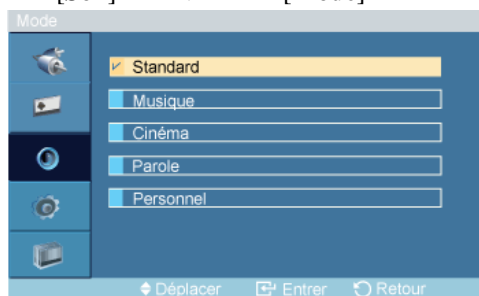 Mode
Standard
Musique
Cinéma
Parole
Personnel
Déplacer Entrer Retour